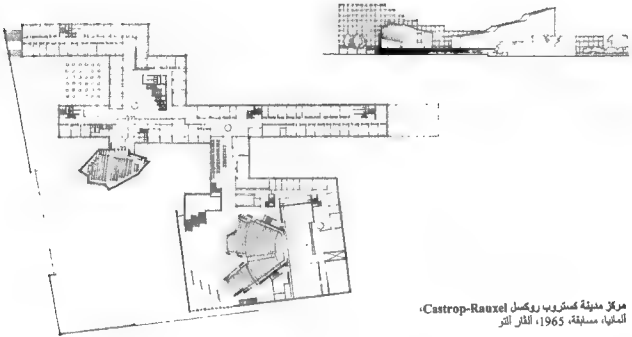 مركز مدينة كستروب روكسل Castrop-Rauxel،
ألمانيا، مسابقة، 1965، ألفار آلتو